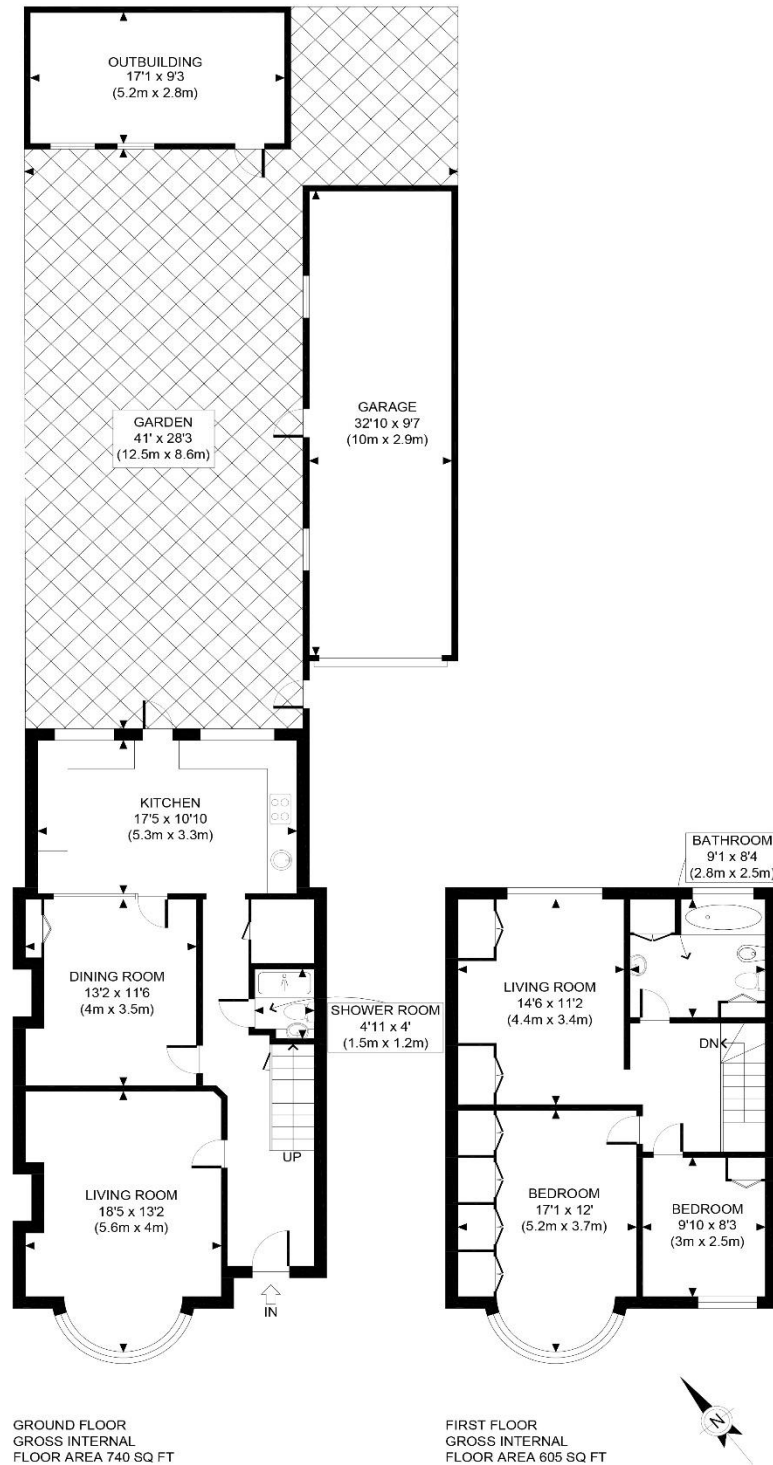 OUTBUILDING
17'1 x 9'3
(5.2m x 2.8m)
GARDEN
41' x 28'3
(12.5m x 8.6m)
GARAGE
32'10 x 9'7
(10m x 2.9m)
KITCHEN
17'5 x 10'10
(5.3m x 3.3m)
DINING ROOM
13'2 x 11'6
(4m x 3.5m)
SHOWER ROOM
4'11 x 4'
(1.5m x 1.2m)
UP
LIVING ROOM
18'5 x 13'2
(5.6m x 4m)
IN
GROUND FLOOR
GROSS INTERNAL
FLOOR AREA 740 SQ FT
BATHROOM
9'1 x 8'4
(2.8m x 2.5m)
LIVING ROOM
14'6 x 11'2
(4.4m x 3.4m)
DN
BEDROOM
17'1 x 12'
(5.2m x 3.7m)
BEDROOM
9'10 x 8'3
(3m x 2.5m)
N
FIRST FLOOR
GROSS INTERNAL
FLOOR AREA 605 SQ FT